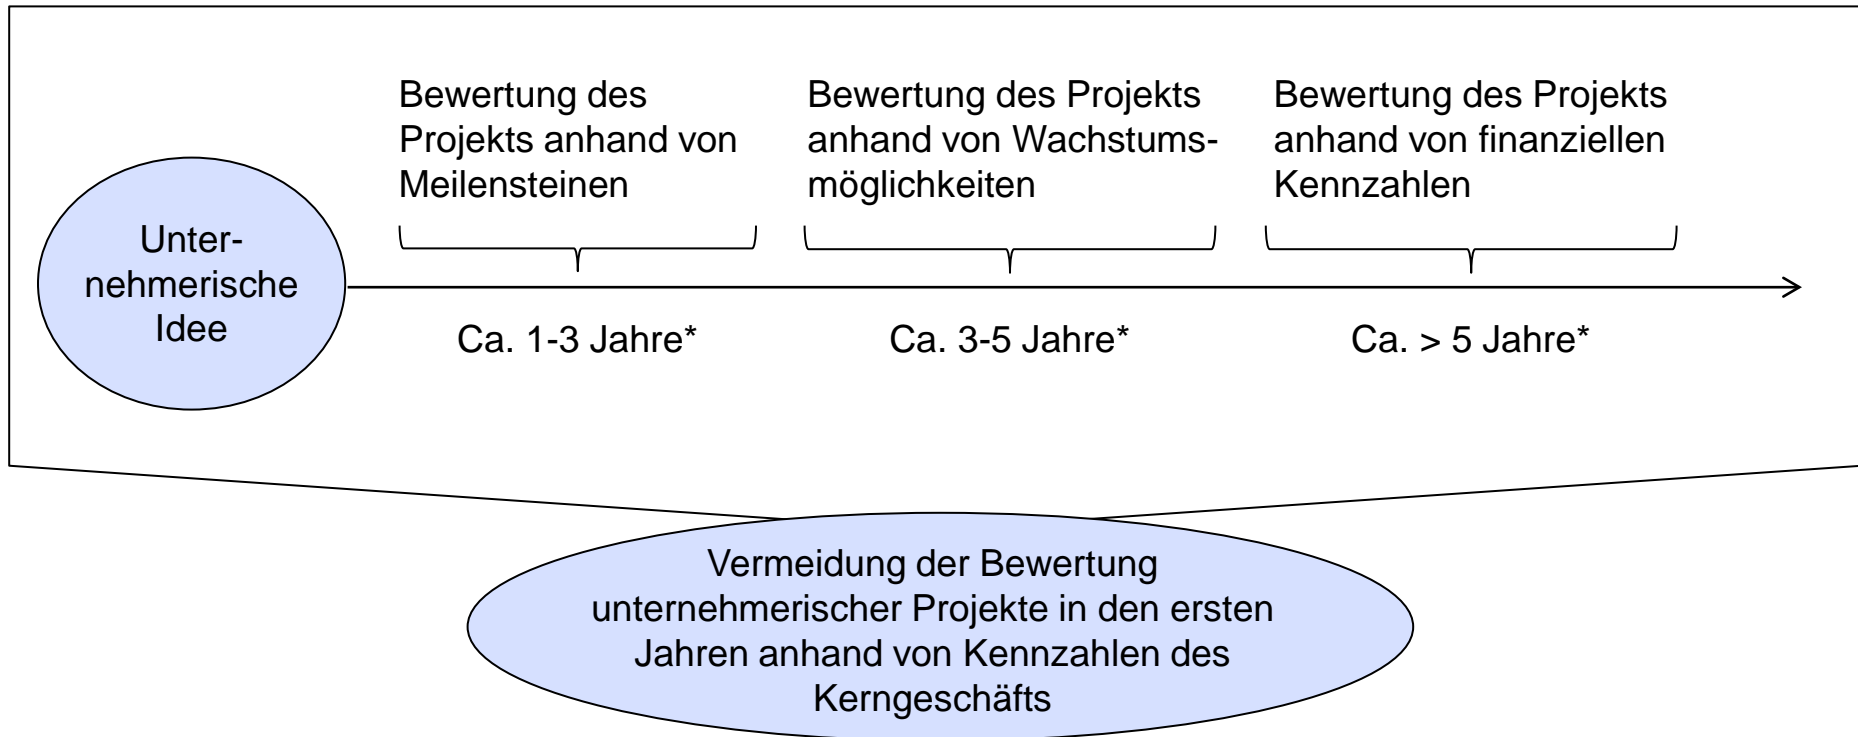 Unter-
nehmerische
Idee
Bewertung des
Projekts anhand von
Meilensteinen
Ca. 1-3 Jahre*
Bewertung des Projekts
anhand von Wachstums-
möglichkeiten
Ca. 3-5 Jahre*
Bewertung des Projekts
anhand von finanziellen
Kennzahlen
Ca. > 5 Jahre*
Vermeidung der Bewertung
unternehmerischer Projekte in den ersten
Jahren anhand von Kennzahlen des
Kerngeschäfts